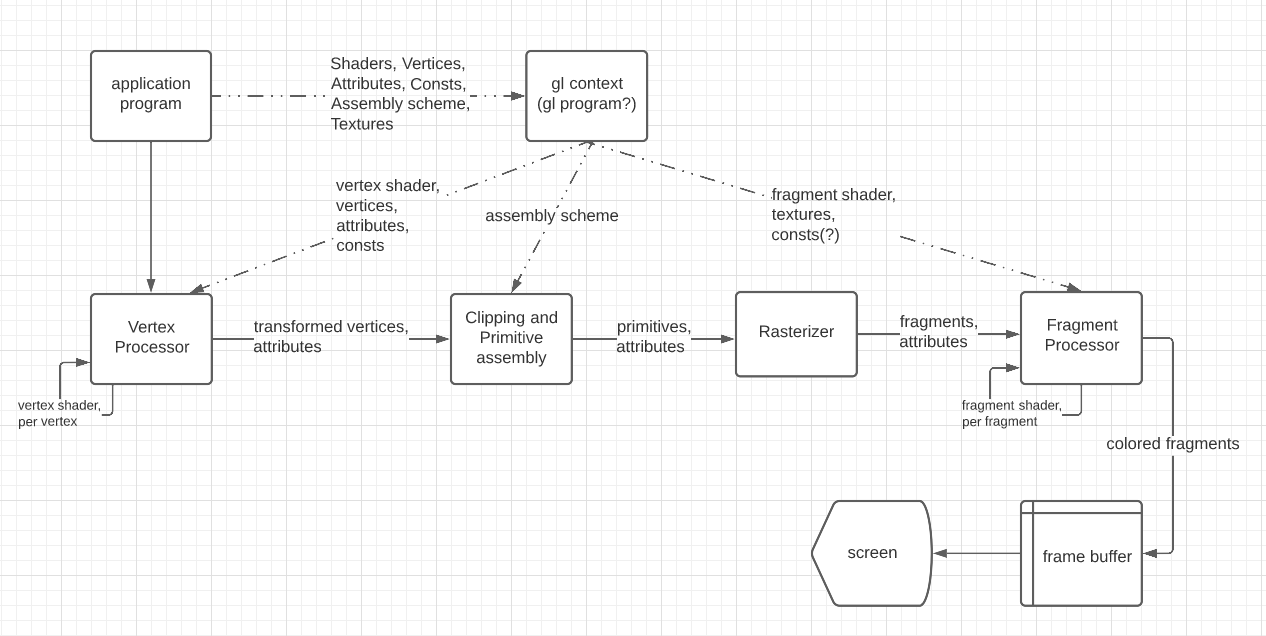 application
program
Shaders, Vertices,
Attributes, Consts,
Assembly scheme,
Textures
gl context
(gl program?)
vertex shader,
vertices,
attributes,
consts
assembly scheme
fragment shader,
textures,
consts(?)
Vertex
Processor
transformed vertices,
attributes
Clipping and
Primitive
assembly
primitives,
attributes
Rasterizer
fragments,
attributes
Fragment
Processor
vertex shader,
per vertex
fragment shader,
per fragment
colored fragments
screen
frame buffer